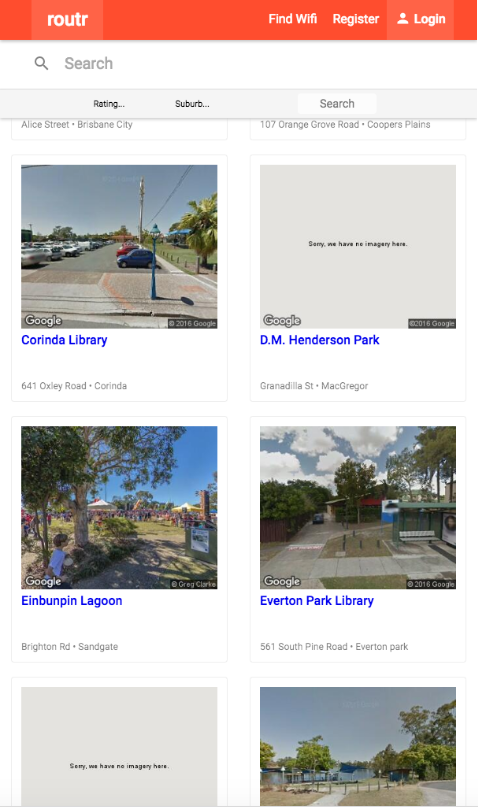 routr
Find Wifi
Register
Login
Search
Rating...
Suburb...
Search
Alice Street • Brisbane City
107 Orange Grove Road • Coopers Plains
Google
© 2016 Google
Sorry, we have no imagery here.
Google
©2016 Google
Corinda Library
D.M. Henderson Park
641 Oxley Road • Corinda
Granadilla St • MacGregor
Google
© Greg Clarke
Google
© 2016 Google
Einbunpin Lagoon
Everton Park Library
Brighton Rd • Sandgate
561 South Pine Road • Everton park
Sorry, we have no imagery here.